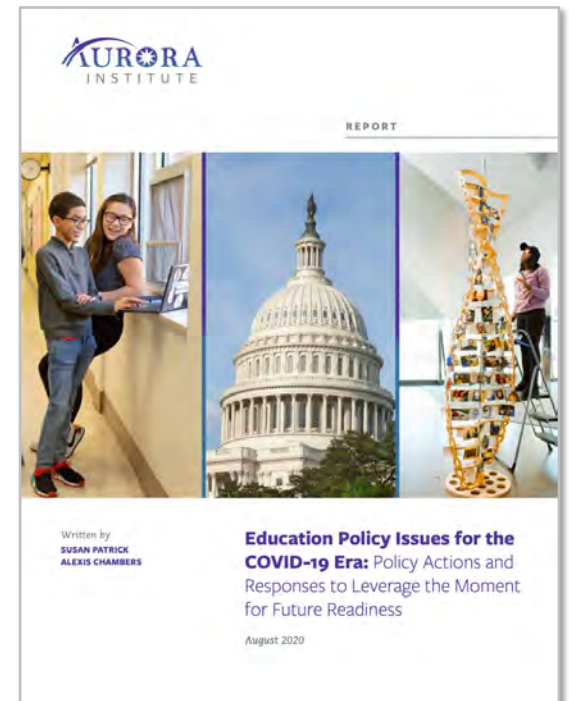 AURORA
INSTITUTE
REPORT
Written by
SUSAN PATRICK
ALEXIS CHAMBERS
Education Policy Issues for the
COVID-19 Era: Policy Actions and
Responses to Leverage the Moment
for Future Readiness
August 2020